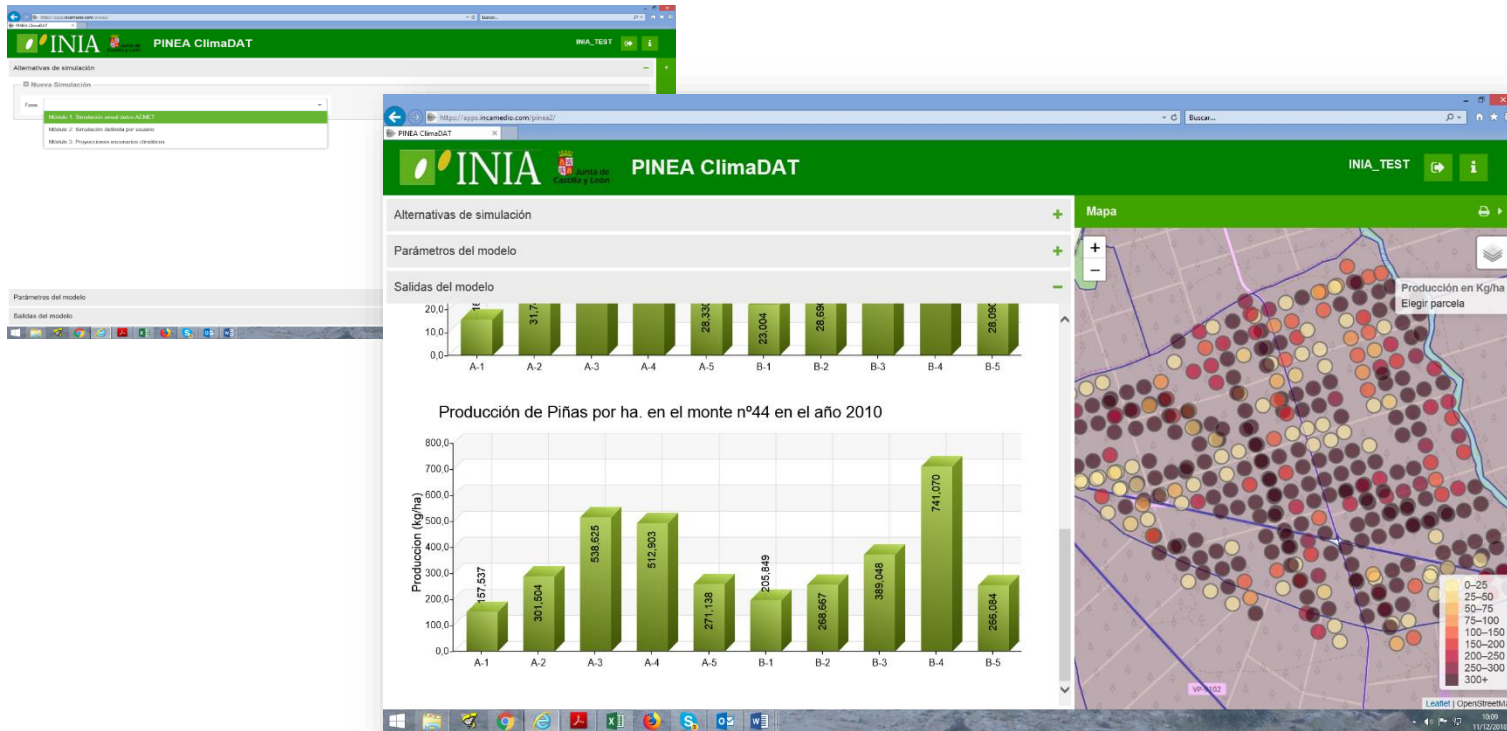 PINEA ClimaDAT
INIA
PINEA ClimaDAT
INIA_TEST
i
Alternativas de simulación
Nueva Simulación
Fase
Módulo 1. Simulación anual datos AEMET
Módulo 2. Simulación definida por usuario
Módulo 3. Proyecciones escenarios climáticos
Parámetros del modelo
Salidas del modelo
https://apps.incamedio.com/pinea2/
Buscar...
PINEA ClimaDAT
INIA
Junta de
Castilla y León
PINEA ClimaDAT
INIA_TEST
i
Alternativas de simulación
Parámetros del modelo
Salidas del modelo
20,0
10,0
0,0
28,330
23,004
28,690
28,090
A-1 A-2 A-3 A-4 A-5 B-1 B-2 B-3 B-4 B-5
Producción de Piñas por ha. en el monte nº44 en el año 2010
Produccion (kg/ha)
800,0
700,0
600,0
500,0
400,0
300,0
200,0
100,0
0,0
157,537
301,504
538,625
512,903
271,138
205,849
268,667
389,048
741,070
266,084
A-1 A-2 A-3 A-4 A-5 B-1 B-2 B-3 B-4 B-5
Mapa
+
−
Producción en Kg/ha
Elegir parcela
0–25
25–50
50–75
75–100
100–150
150–200
200–250
250–300
300+
Leaflet | OpenStreetMa
10:09
11/12/2018